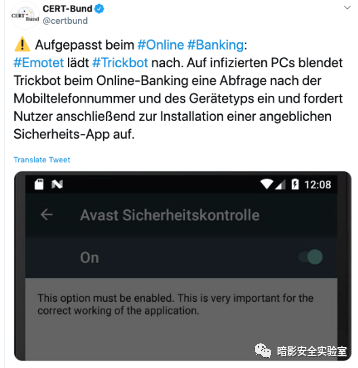 CERT-Bund
@certbund
⚠️ Aufgepasst beim #Online #Banking:
#Emotet lädt #Trickbot nach. Auf infizierten PCs blendet
Trickbot beim Online-Banking eine Abfrage nach der
Mobiltelefonnummer und des Gerätetyps ein und fordert
Nutzer anschließend zur Installation einer angeblichen
Sicherheits-App auf.
Translate Tweet
12:08
Avast Sicherheitskontrolle
On
This option must be enabled. This is very important for the
correct working of the application.
暗影安全实验室